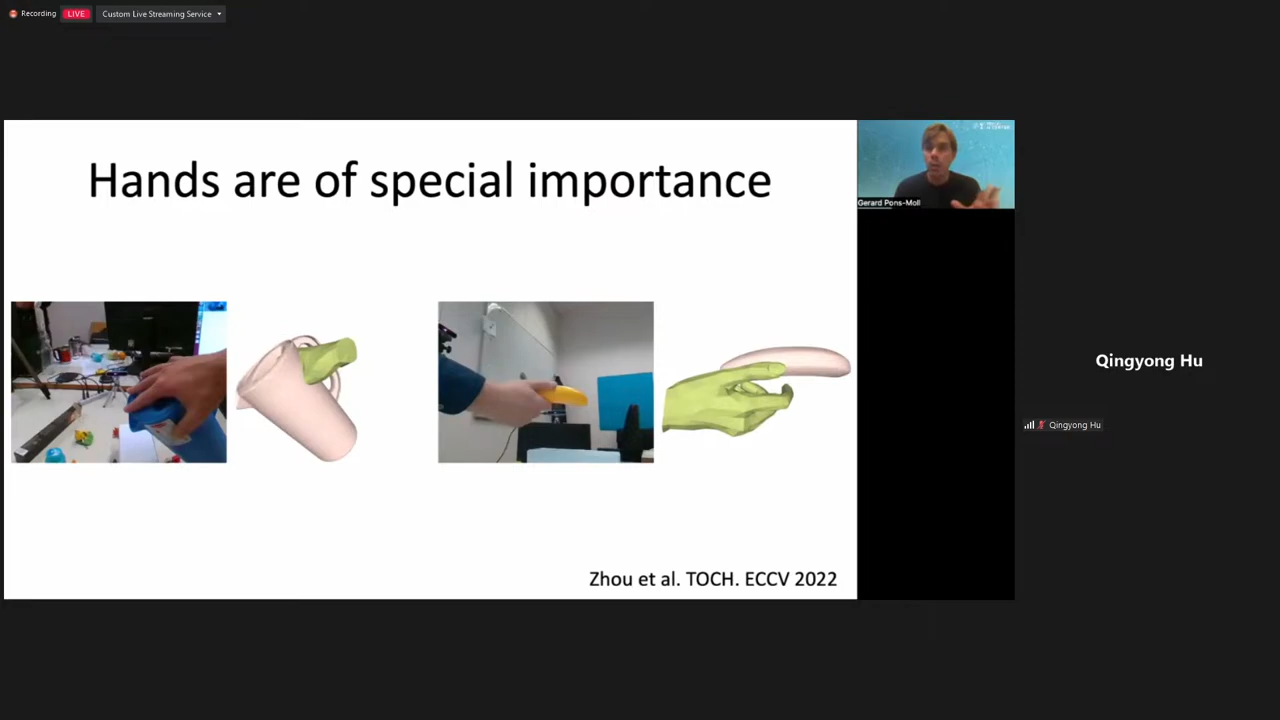 Recording
LIVE
Custom Live Streaming Service
Hands are of special importance
Gerard Pons-Moll
Qingyong Hu
Qingyong Hu
Zhou et al. TOCH. ECCV 2022